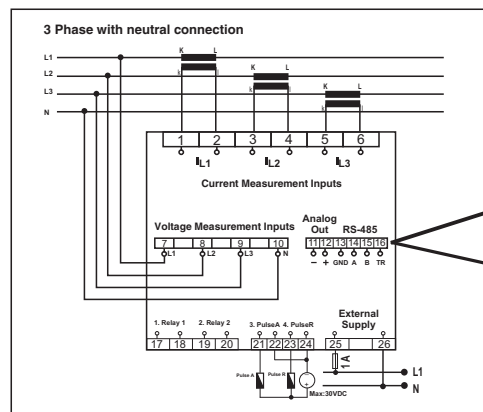 3 Phase with neutral connection
K L
L1
K L
L2 k l
K L
L3 k l
N k l
1 2 3 4 5 6
IL1 IL2 IL3
Current Measurement Inputs
Analog
Out RS-485
Voltage Measurement Inputs
7 8 9 10 11 12 13 14 15 16
L1 L2 L3 N − + GND A B TR
External
Supply
1. Relay 1 2. Relay 2 3. PulseA 4. PulseR
17 18 19 20 21 22 23 24 25 26
1A
Pulse A Pulse R − + L1
Max:30VDC N